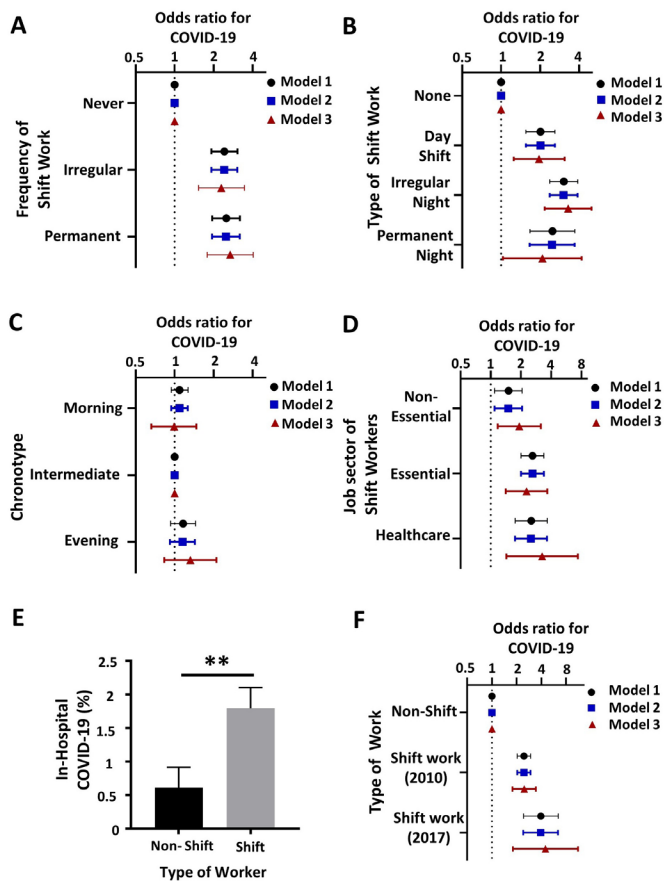 A
Odds ratio for
COVID-19
0.5 1 2 4
Frequency of
Shift Work
Never
Irregular
Permanent
Model 1
Model 2
Model 3
B
Odds ratio for
COVID-19
0.5 1 2 4
Type of Shift Work
None
Day
Shift
Irregular
Night
Permanent
Night
Model 1
Model 2
Model 3
C
Odds ratio for
COVID-19
0.5 1 2 4
Chronotype
Morning
Intermediate
Evening
Model 1
Model 2
Model 3
D
Odds ratio for
COVID-19
0.5 1 2 4 8
Job sector of
Shift Workers
Non-
Essential
Essential
Healthcare
Model 1
Model 2
Model 3
E
In-Hospital
COVID-19 (%)
2.5
2
1.5
1
0.5
0
**
Non- Shift Shift
Type of Worker
F
Odds ratio for
COVID-19
0.5 1 2 4 8
Type of Work
Non-Shift
Shift work
(2010)
Shift work
(2017)
Model 1
Model 2
Model 3